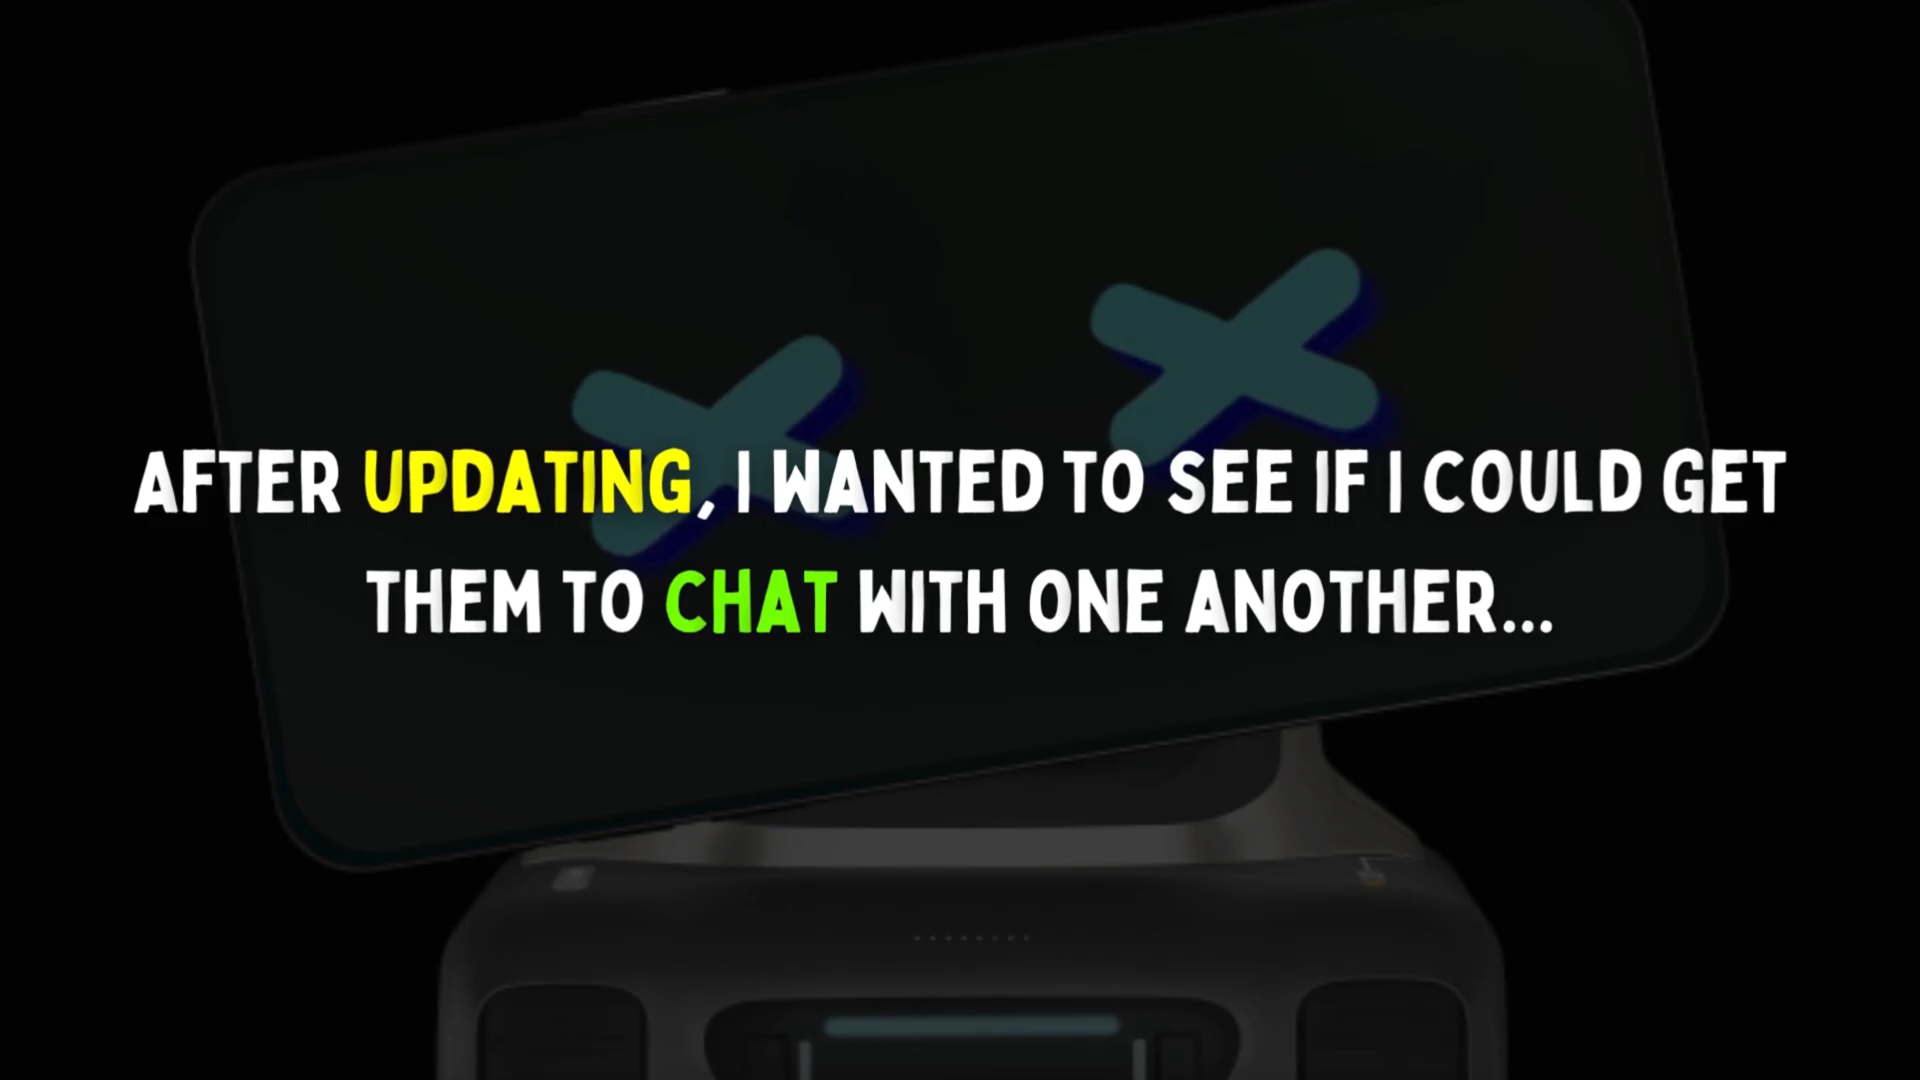 AFTER UPDATING, I WANTED TO SEE IF I COULD GET
THEM TO CHAT WITH ONE ANOTHER...